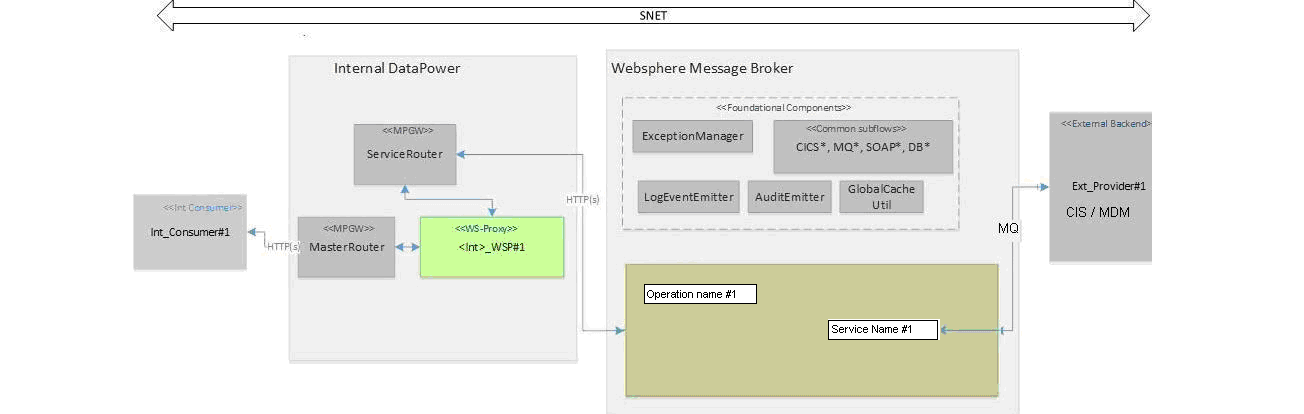 SNET
Internal DataPower
Websphere Message Broker
<<Foundational Components>>
<<MPGW>>
ServiceRouter
ExceptionManager
<<Common subflows>>
CICS*, MQ*, SOAP*, DB*
<<External Backend>
Ext_Provider#1
CIS / MDM
LogEventEmitter
AuditEmitter
GlobalCache
Util
HTTP(s)
<<Int Consumer>>
Int_Consumer#1
HTTP(s)
<<MPGW>>
MasterRouter
<<WS-Proxy>>
<Int>_WSP#1
MQ
Operation name #1
Service Name #1